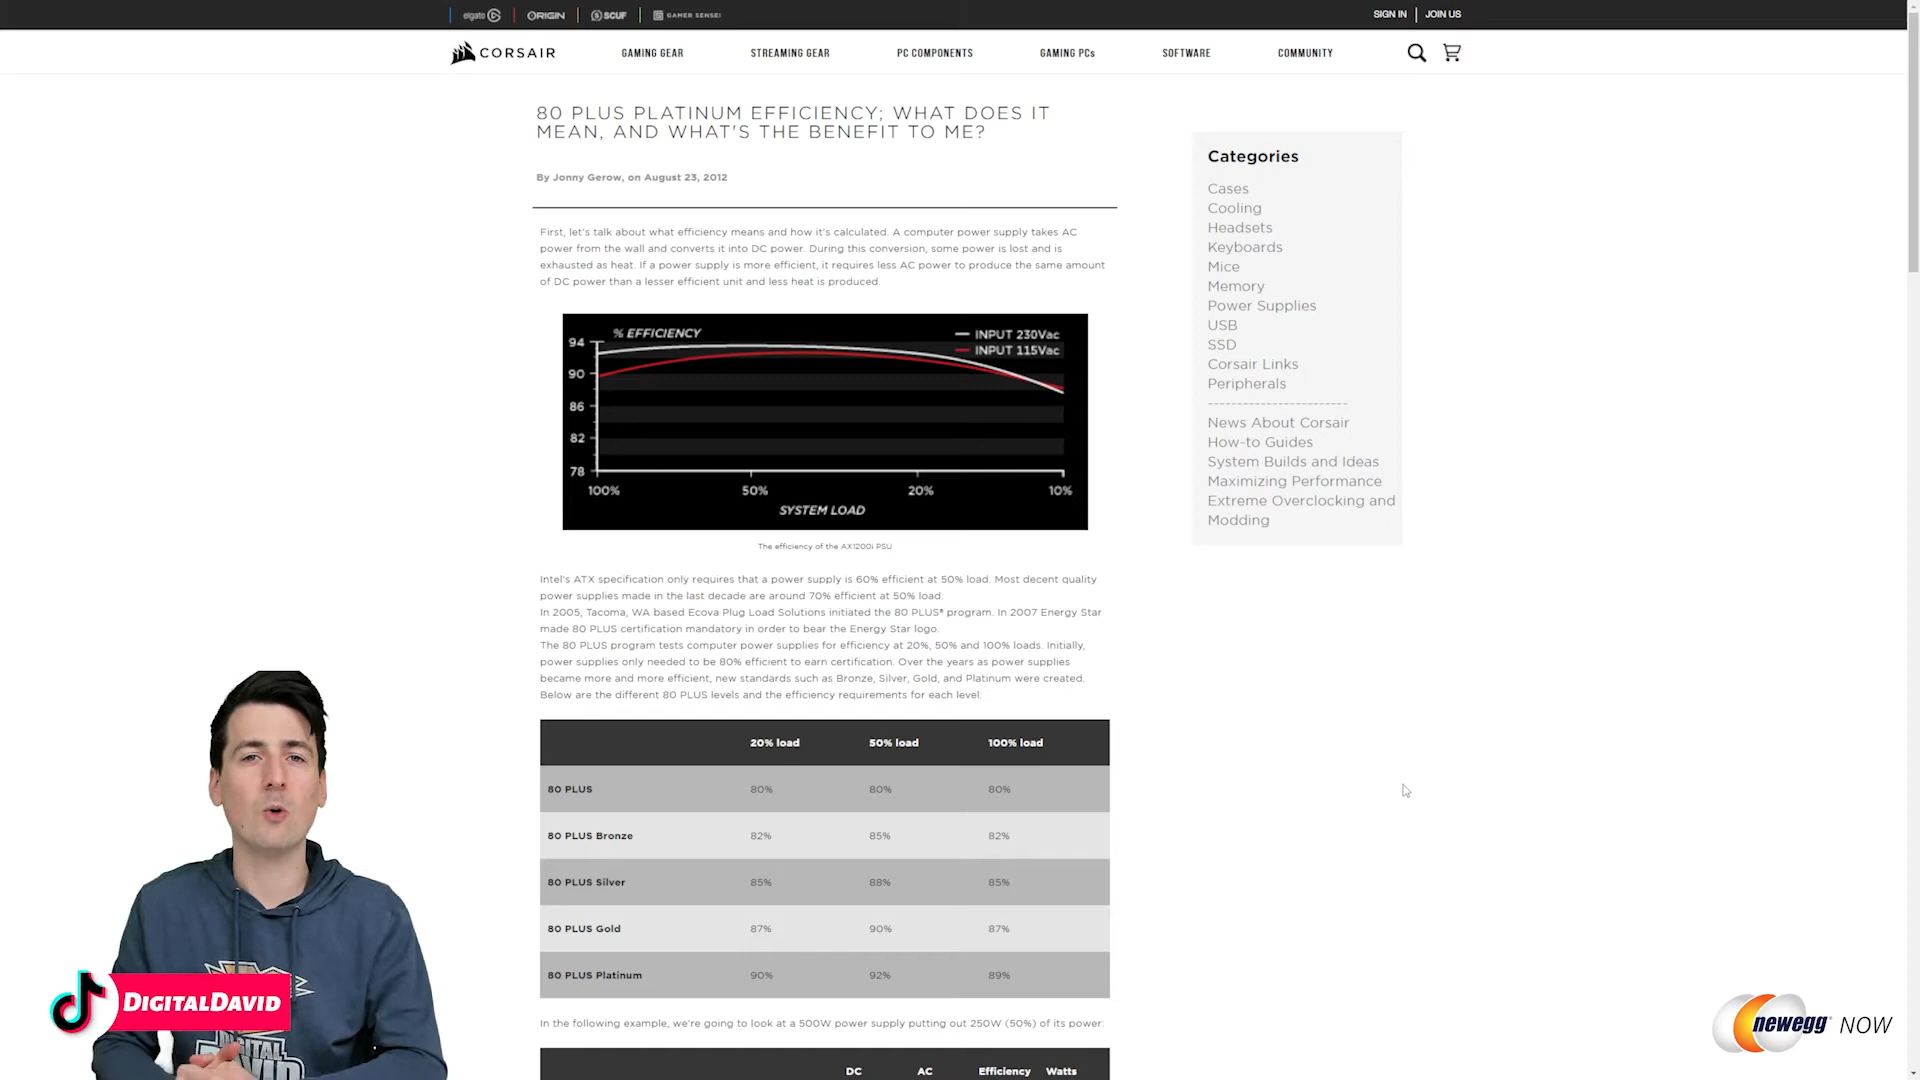 elgato
ORIGIN
SCUF
GAMER SENSEI
SIGN IN
JOIN US
CORSAIR
GAMING GEAR
STREAMING GEAR
PC COMPONENTS
GAMING PCs
SOFTWARE
COMMUNITY
80 PLUS PLATINUM EFFICIENCY; WHAT DOES IT
MEAN, AND WHAT'S THE BENEFIT TO ME?
By Jonny Gerow, on August 23, 2012
First, let's talk about what efficiency means and how it's calculated. A computer power supply takes AC
power from the wall and converts it into DC power. During this conversion, some power is lost and is
exhausted as heat. If a power supply is more efficient, it requires less AC power to produce the same amount
of DC power than a lesser efficient unit and less heat is produced.
% EFFICIENCY
INPUT 230Vac
INPUT 115Vac
94
90
86
82
78
100% 50% 20% 10%
SYSTEM LOAD
The efficiency of the AX1200i PSU
Intel's ATX specification only requires that a power supply is 60% efficient at 50% load. Most decent quality
power supplies made in the last decade are around 70% efficient at 50% load.
In 2005, Tacoma, WA based Ecova Plug Load Solutions initiated the 80 PLUS® program. In 2007 Energy Star
made 80 PLUS certification mandatory in order to bear the Energy Star logo.
The 80 PLUS program tests computer power supplies for efficiency at 20%, 50% and 100% loads. Initially,
power supplies only needed to be 80% efficient to earn certification. Over the years as power supplies
became more and more efficient, new standards such as Bronze, Silver, Gold, and Platinum were created.
Below are the different 80 PLUS levels and the efficiency requirements for each level:
20% load 50% load 100% load
80 PLUS 80% 80% 80%
80 PLUS Bronze 82% 85% 82%
80 PLUS Silver 85% 88% 85%
80 PLUS Gold 87% 90% 87%
80 PLUS Platinum 90% 92% 89%
In the following example, we're going to look at a 500W power supply putting out 250W (50%) of its power:
DC AC Efficiency Watts
Categories
Cases
Cooling
Headsets
Keyboards
Mice
Memory
Power Supplies
USB
SSD
Corsair Links
Peripherals
------------------------
News About Corsair
How-to Guides
System Builds and Ideas
Maximizing Performance
Extreme Overclocking and
Modding
DIGITALDAVID
DIGITAL
DAVID
newegg NOW